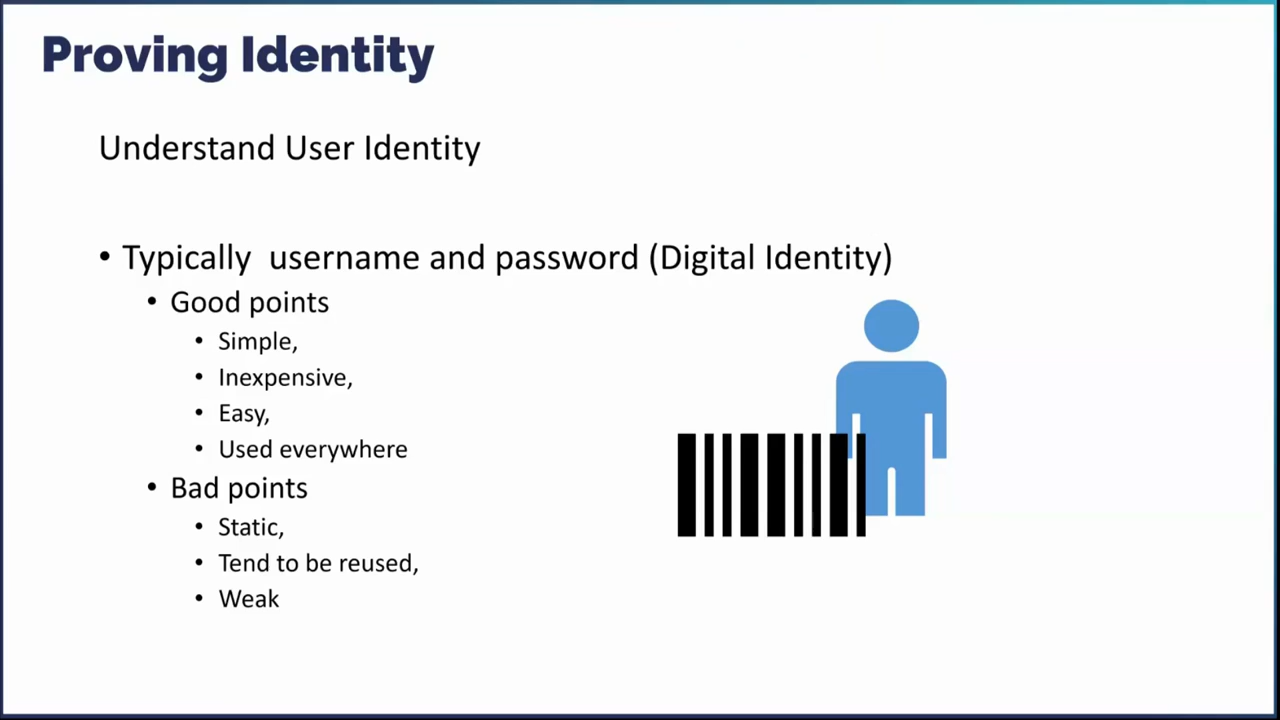 Proving Identity
Understand User Identity
• Typically  username and password (Digital Identity)
• Good points
• Simple,
• Inexpensive,
• Easy,
• Used everywhere
• Bad points
• Static,
• Tend to be reused,
• Weak